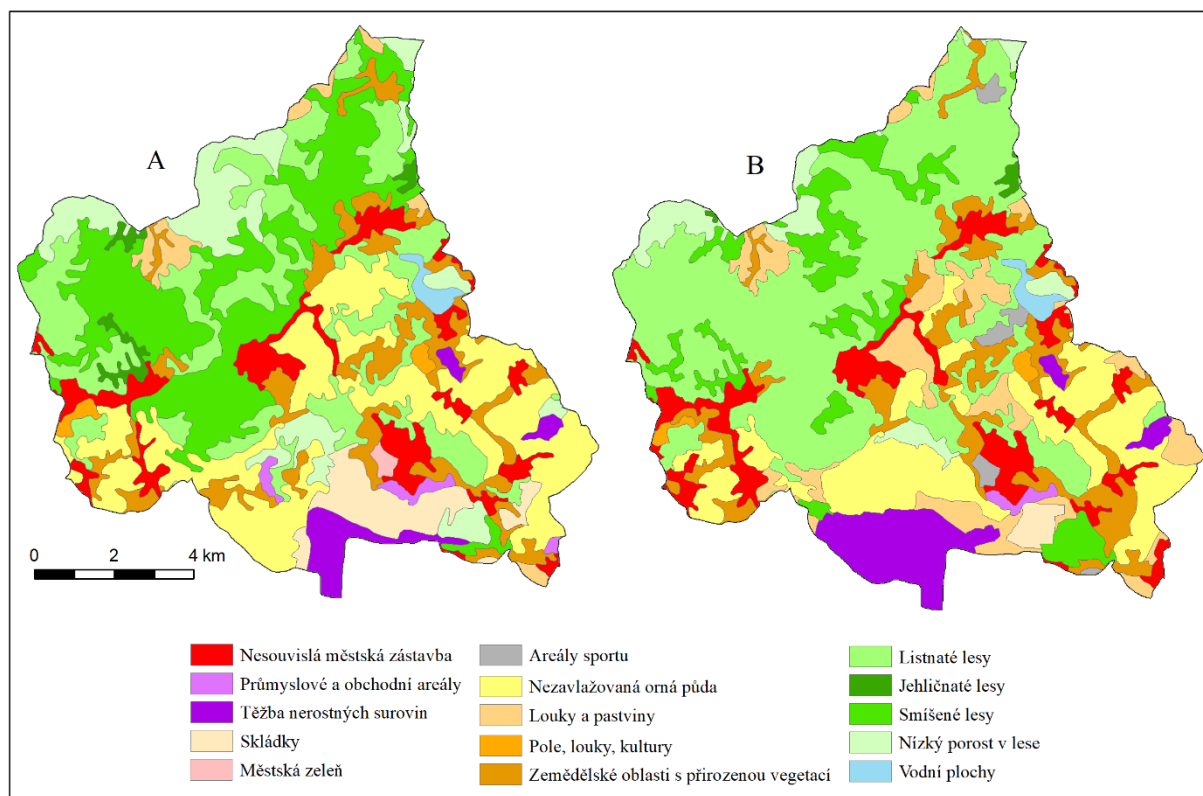 A
B
0 2 4 km
Nesouvislá městská zástavba
Průmyslové a obchodní areály
Těžba nerostných surovin
Skládky
Městská zeleň
Areály sportu
Nezavlažovaná orná půda
Louky a pastviny
Pole, louky, kultury
Zemědělské oblasti s přirozenou vegetací
Listnaté lesy
Jehličnaté lesy
Smíšené lesy
Nízký porost v lese
Vodní plochy